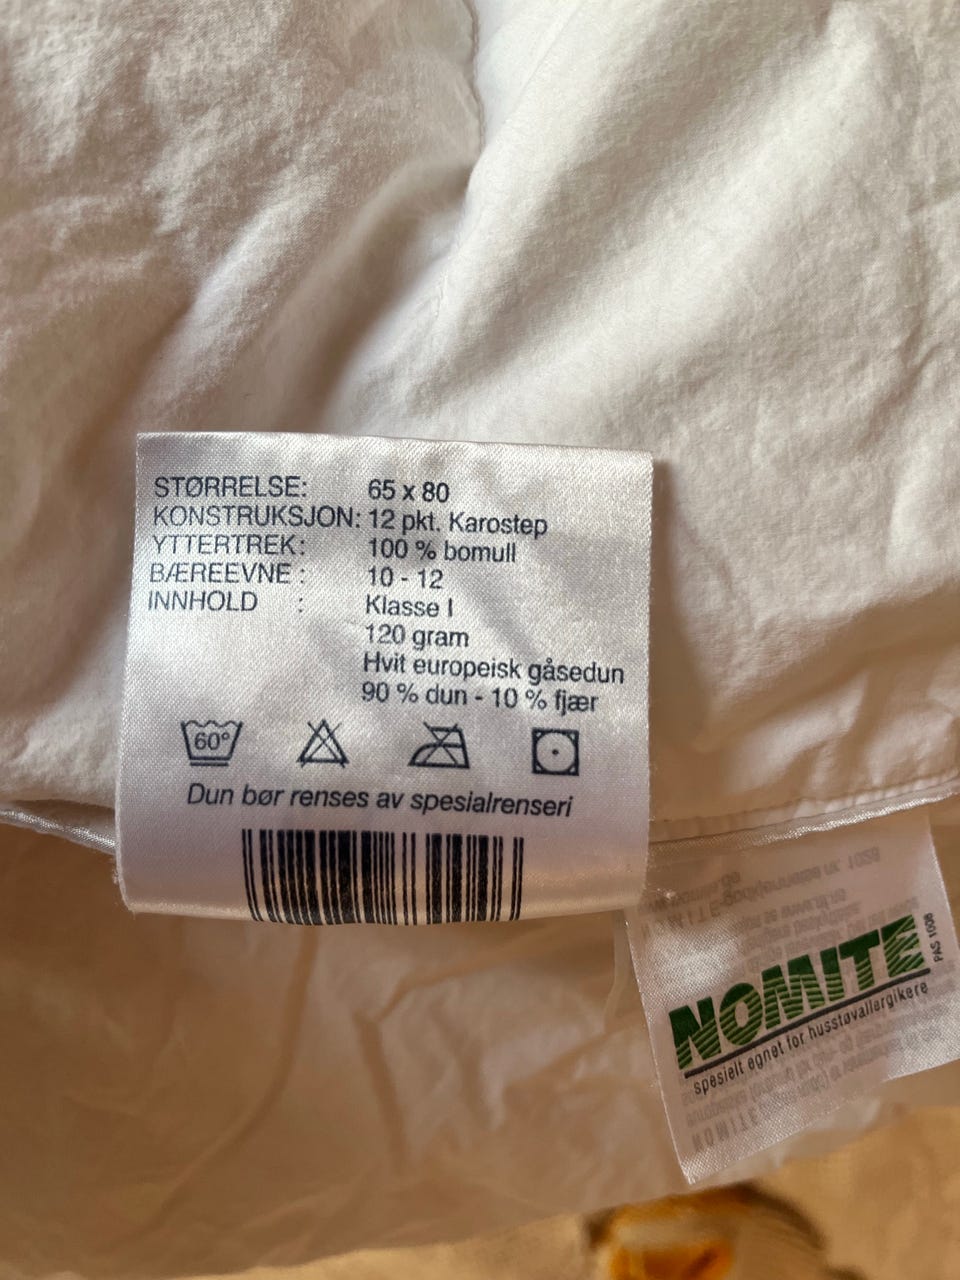 STØRRELSE: 65 x 80
KONSTRUKSJON: 12 pkt. Karostep
YTTERTREK: 100 % bomull
BÆREEVNE : 10 - 12
INNHOLD : Klasse I
120 gram
Hvit europeisk gåsedun
90 % dun - 10 % fjær
60°
Dun bør renses av spesialrenseri
NOMITE
PAS 1008
spesielt egnet for husstøvallergikere